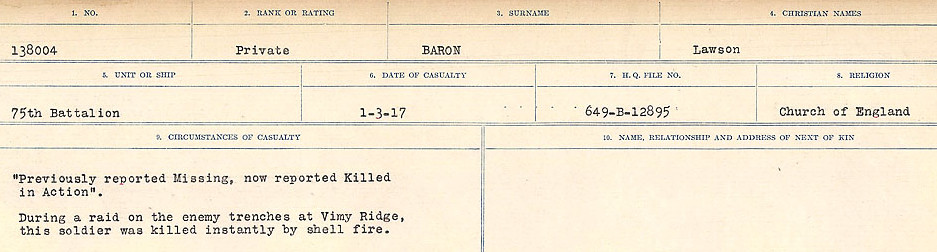 1. NO. 2. RANK OR RATING 3. SURNAME 4. CHRISTIAN NAMES
138004 Private BARON Lawson
5. UNIT OR SHIP 6. DATE OF CASUALTY 7. H.Q. FILE NO. 8. RELIGION
75th Battalion 1-3-17 649-B-12895 Church of England
9. CIRCUMSTANCES OF CASUALTY 10. NAME, RELATIONSHIP AND ADDRESS OF NEXT OF KIN
"Previously reported Missing, now reported Killed
in Action".
During a raid on the enemy trenches at Vimy Ridge,
this soldier was killed instantly by shell fire.